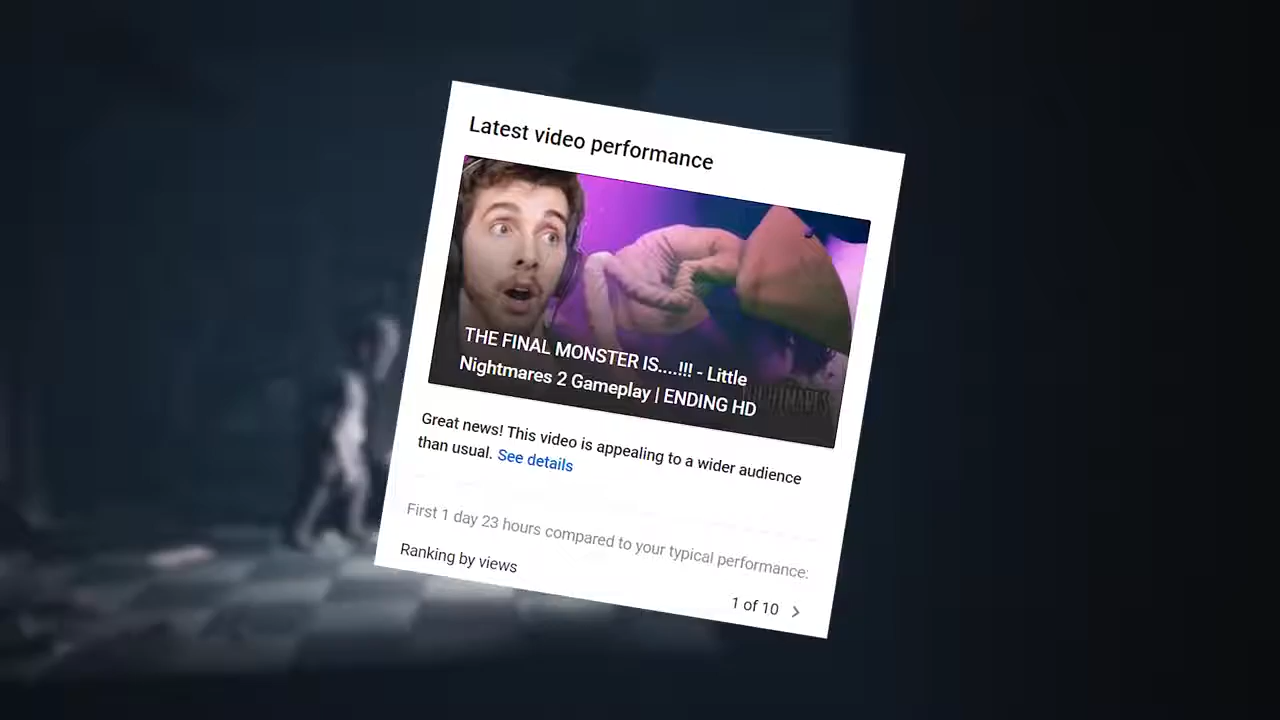 Latest video performance
THE FINAL MONSTER IS....!!! - Little
Nightmares 2 Gameplay | ENDING HD
NIGHTMARES
Great news! This video is appealing to a wider audience
than usual. See details
First 1 day 23 hours compared to your typical performance:
Ranking by views
1 of 10